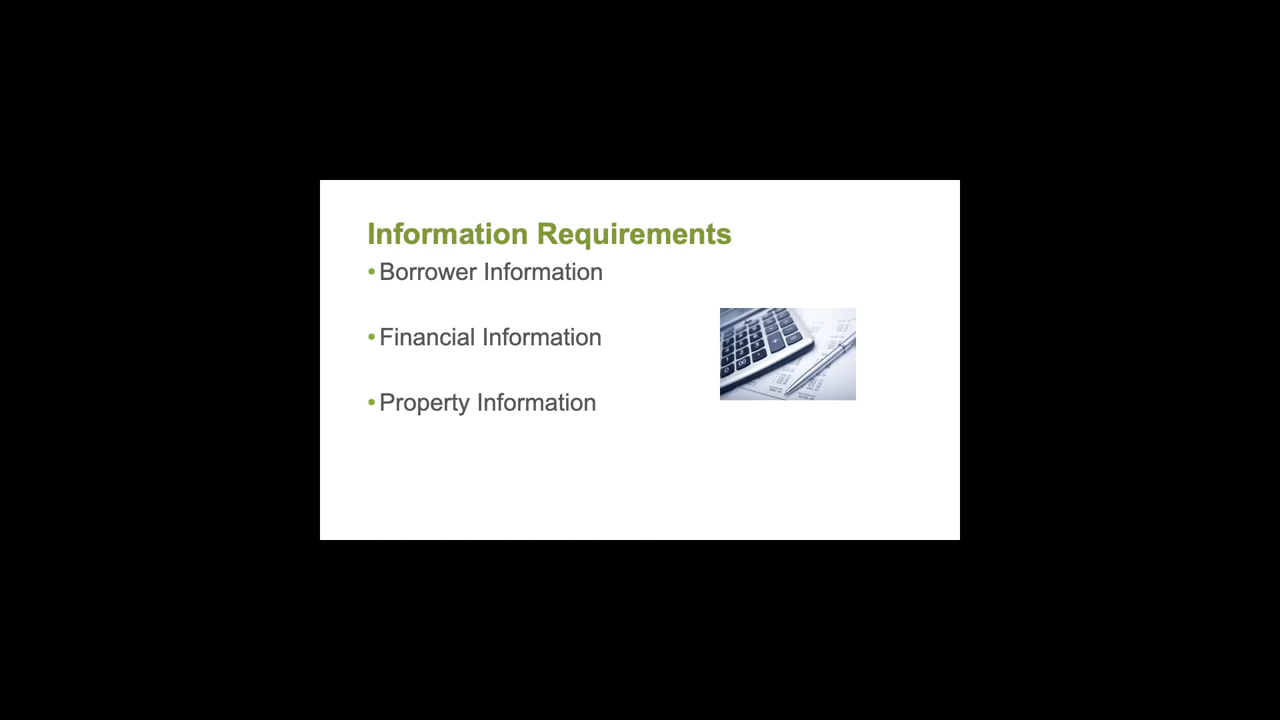 Information Requirements
•Borrower Information
•Financial Information
•Property Information